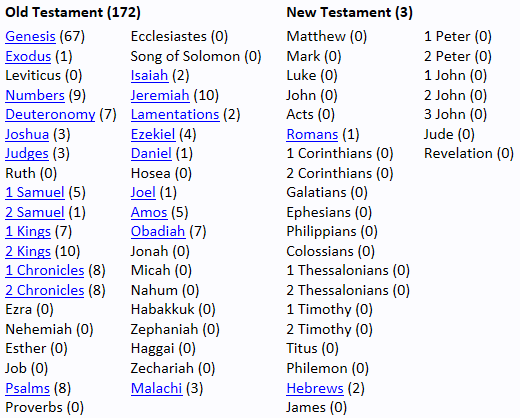 Old Testament (172)
Genesis (67)
Exodus (1)
Leviticus (0)
Numbers (9)
Deuteronomy (7)
Joshua (3)
Judges (3)
Ruth (0)
1 Samuel (5)
2 Samuel (1)
1 Kings (7)
2 Kings (10)
1 Chronicles (8)
2 Chronicles (8)
Ezra (0)
Nehemiah (0)
Esther (0)
Job (0)
Psalms (8)
Proverbs (0)
Ecclesiastes (0)
Song of Solomon (0)
Isaiah (2)
Jeremiah (10)
Lamentations (2)
Ezekiel (4)
Daniel (1)
Hosea (0)
Joel (1)
Amos (5)
Obadiah (7)
Jonah (0)
Micah (0)
Nahum (0)
Habakkuk (0)
Zephaniah (0)
Haggai (0)
Zechariah (0)
Malachi (3)
New Testament (3)
Matthew (0)
Mark (0)
Luke (0)
John (0)
Acts (0)
Romans (1)
1 Corinthians (0)
2 Corinthians (0)
Galatians (0)
Ephesians (0)
Philippians (0)
Colossians (0)
1 Thessalonians (0)
2 Thessalonians (0)
1 Timothy (0)
2 Timothy (0)
Titus (0)
Philemon (0)
Hebrews (2)
James (0)
1 Peter (0)
2 Peter (0)
1 John (0)
2 John (0)
3 John (0)
Jude (0)
Revelation (0)